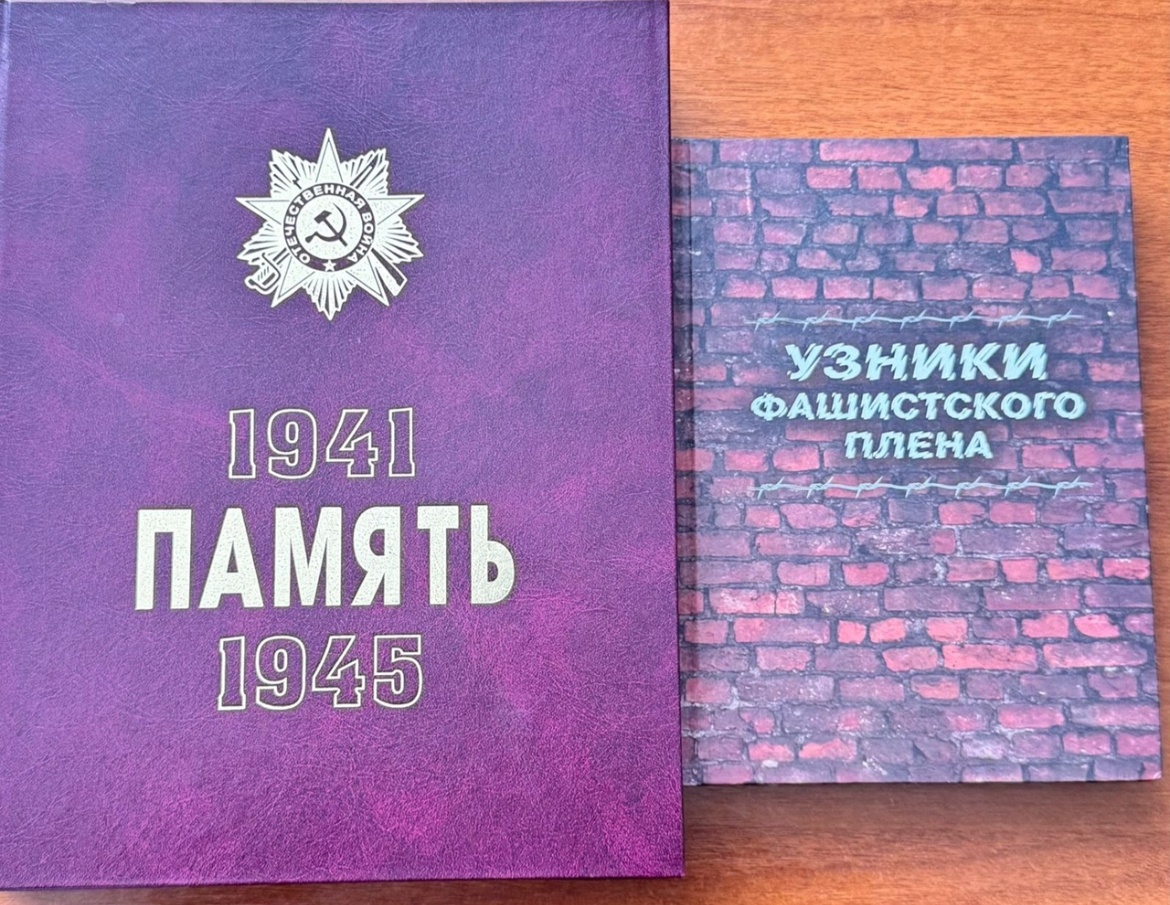 ОТЕЧЕСТВЕННАЯ ВОЙНА
1941
ПАМЯТЬ
1945
УЗНИКИ
ФАШИСТСКОГО
ПЛЕНА